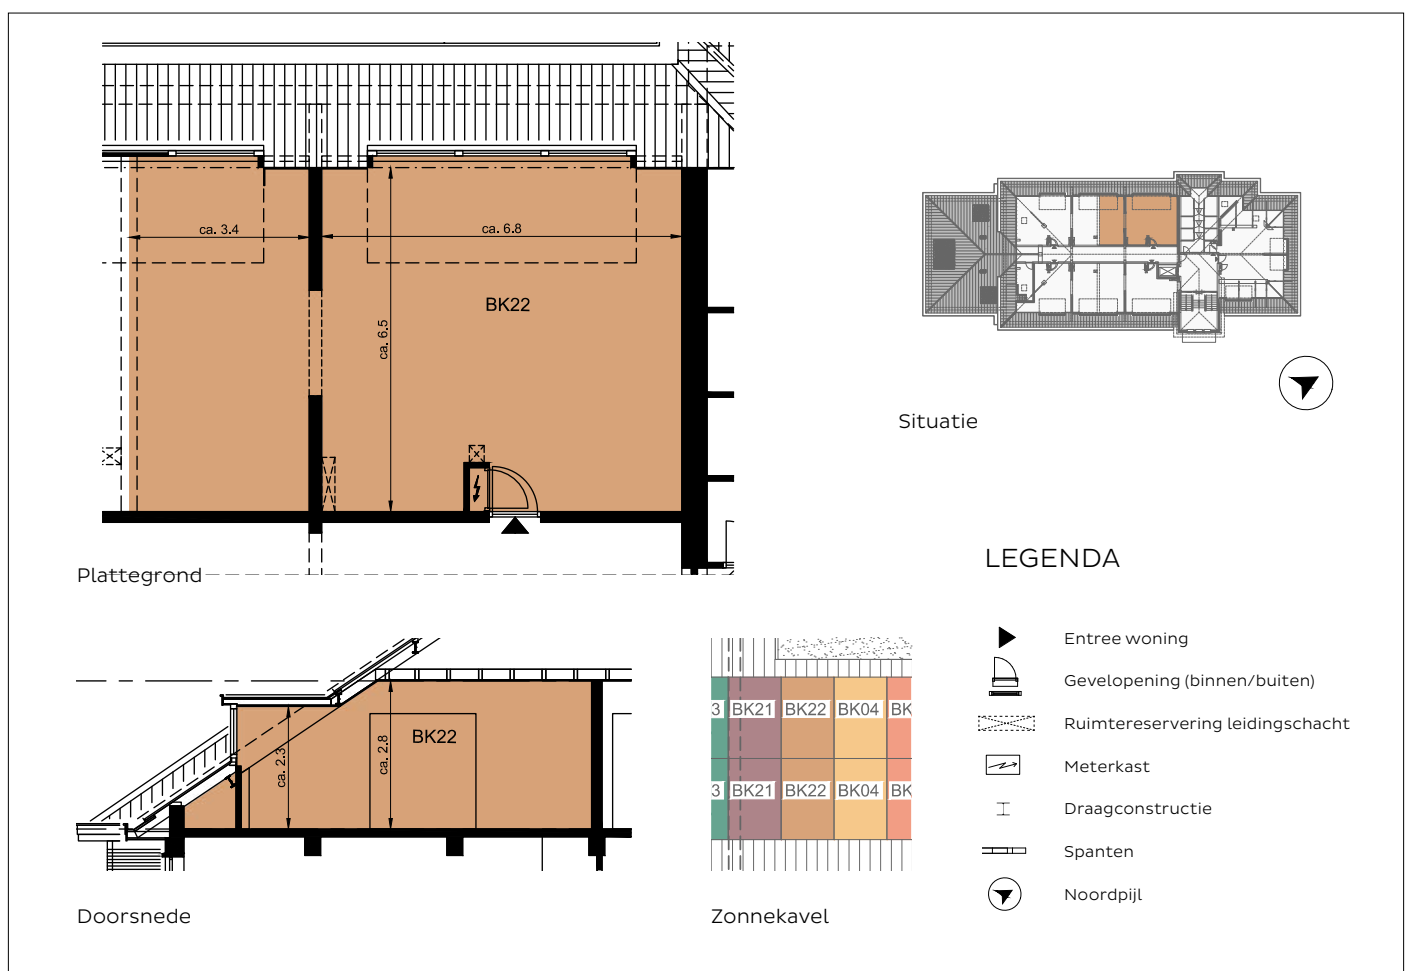 ca. 3.4
ca. 6.8
BK22
ca. 6.5
Plattegrond
Situatie
LEGENDA
Entree woning
Gevelopening (binnen/buiten)
Ruimtereservering leidingschacht
Meterkast
Draagconstructie
Spanten
Noordpijl
BK22
ca. 2.3
ca. 2.8
Doorsnede
3 BK21 BK22 BK04 BK
3 BK21 BK22 BK04 BK
Zonnekavel